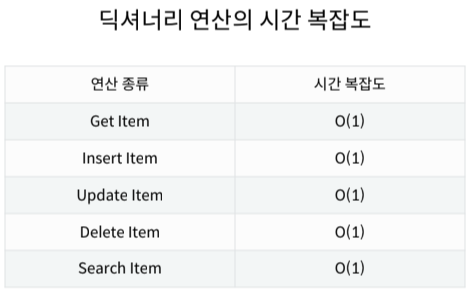 딕셔너리 연산의 시간 복잡도
연산 종류 시간 복잡도
Get Item O(1)
Insert Item O(1)
Update Item O(1)
Delete Item O(1)
Search Item O(1)